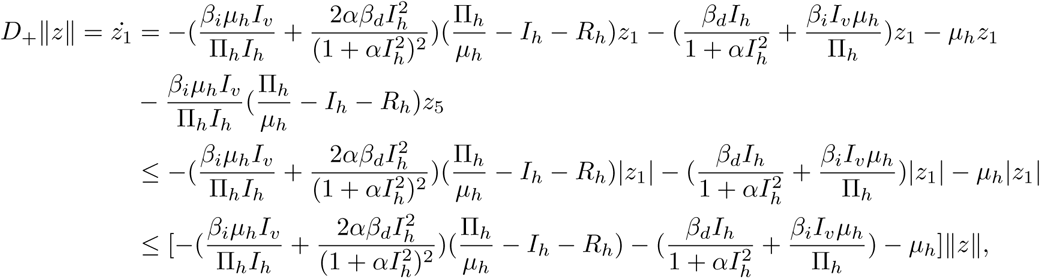 $D_+\|z\| = \dot{z_1} = -(\frac{\beta_i\mu_h I_v}{\Pi_h I_h} + \frac{2\alpha\beta_d I_h^2}{(1+\alpha I_h^2)^2})(\frac{\Pi_h}{\mu_h} - I_h - R_h)z_1 - (\frac{\beta_d I_h}{1+\alpha I_h^2} + \frac{\beta_i I_v\mu_h}{\Pi_h})z_1 - \mu_h z_1$
$- \frac{\beta_i\mu_h I_v}{\Pi_h I_h}(\frac{\Pi_h}{\mu_h} - I_h - R_h)z_5$
$\leq -(\frac{\beta_i\mu_h I_v}{\Pi_h I_h} + \frac{2\alpha\beta_d I_h^2}{(1+\alpha I_h^2)^2})(\frac{\Pi_h}{\mu_h} - I_h - R_h)|z_1| - (\frac{\beta_d I_h}{1+\alpha I_h^2} + \frac{\beta_i I_v\mu_h}{\Pi_h})|z_1| - \mu_h|z_1|$
$\leq [-(\frac{\beta_i\mu_h I_v}{\Pi_h I_h} + \frac{2\alpha\beta_d I_h^2}{(1+\alpha I_h^2)^2})(\frac{\Pi_h}{\mu_h} - I_h - R_h) - (\frac{\beta_d I_h}{1+\alpha I_h^2} + \frac{\beta_i I_v\mu_h}{\Pi_h}) - \mu_h]\|z\|,$